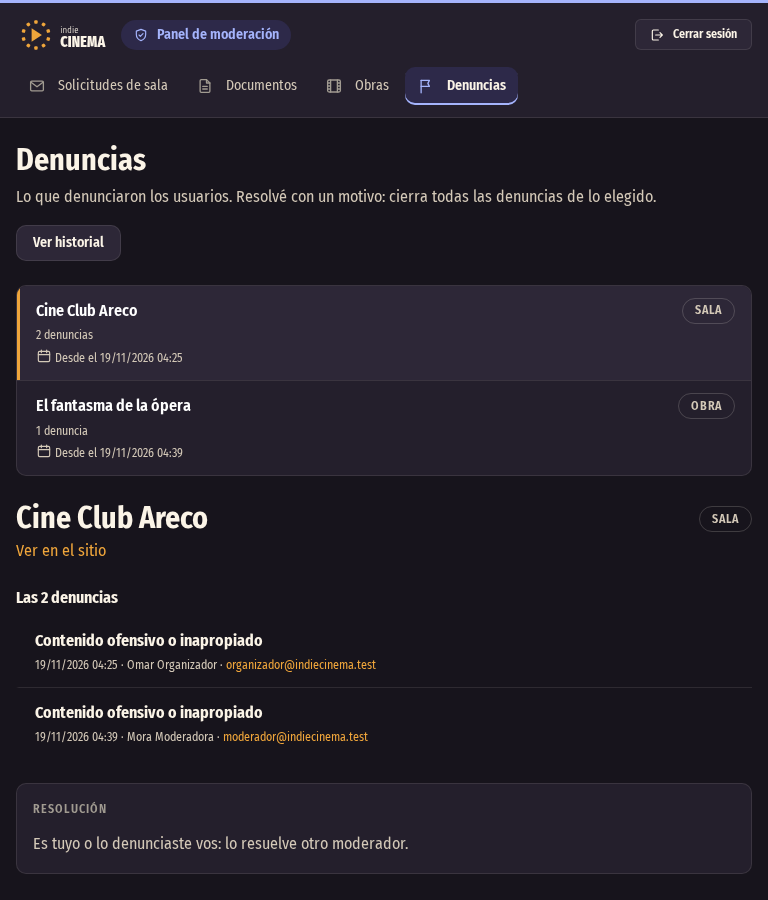 indie
CINEMA
Panel de moderación
Cerrar sesión
Solicitudes de sala
Documentos
Obras
Denuncias
Denuncias
Lo que denunciaron los usuarios. Resolvé con un motivo: cierra todas las denuncias de lo elegido.
Ver historial
Cine Club Areco
SALA
2 denuncias
Desde el 19/11/2026 04:25
El fantasma de la ópera
OBRA
1 denuncia
Desde el 19/11/2026 04:39
Cine Club Areco
SALA
Ver en el sitio
Las 2 denuncias
Contenido ofensivo o inapropiado
19/11/2026 04:25 · Omar Organizador · organizador@indiecinema.test
Contenido ofensivo o inapropiado
19/11/2026 04:39 · Mora Moderadora · moderador@indiecinema.test
RESOLUCIÓN
Es tuyo o lo denunciaste vos: lo resuelve otro moderador.